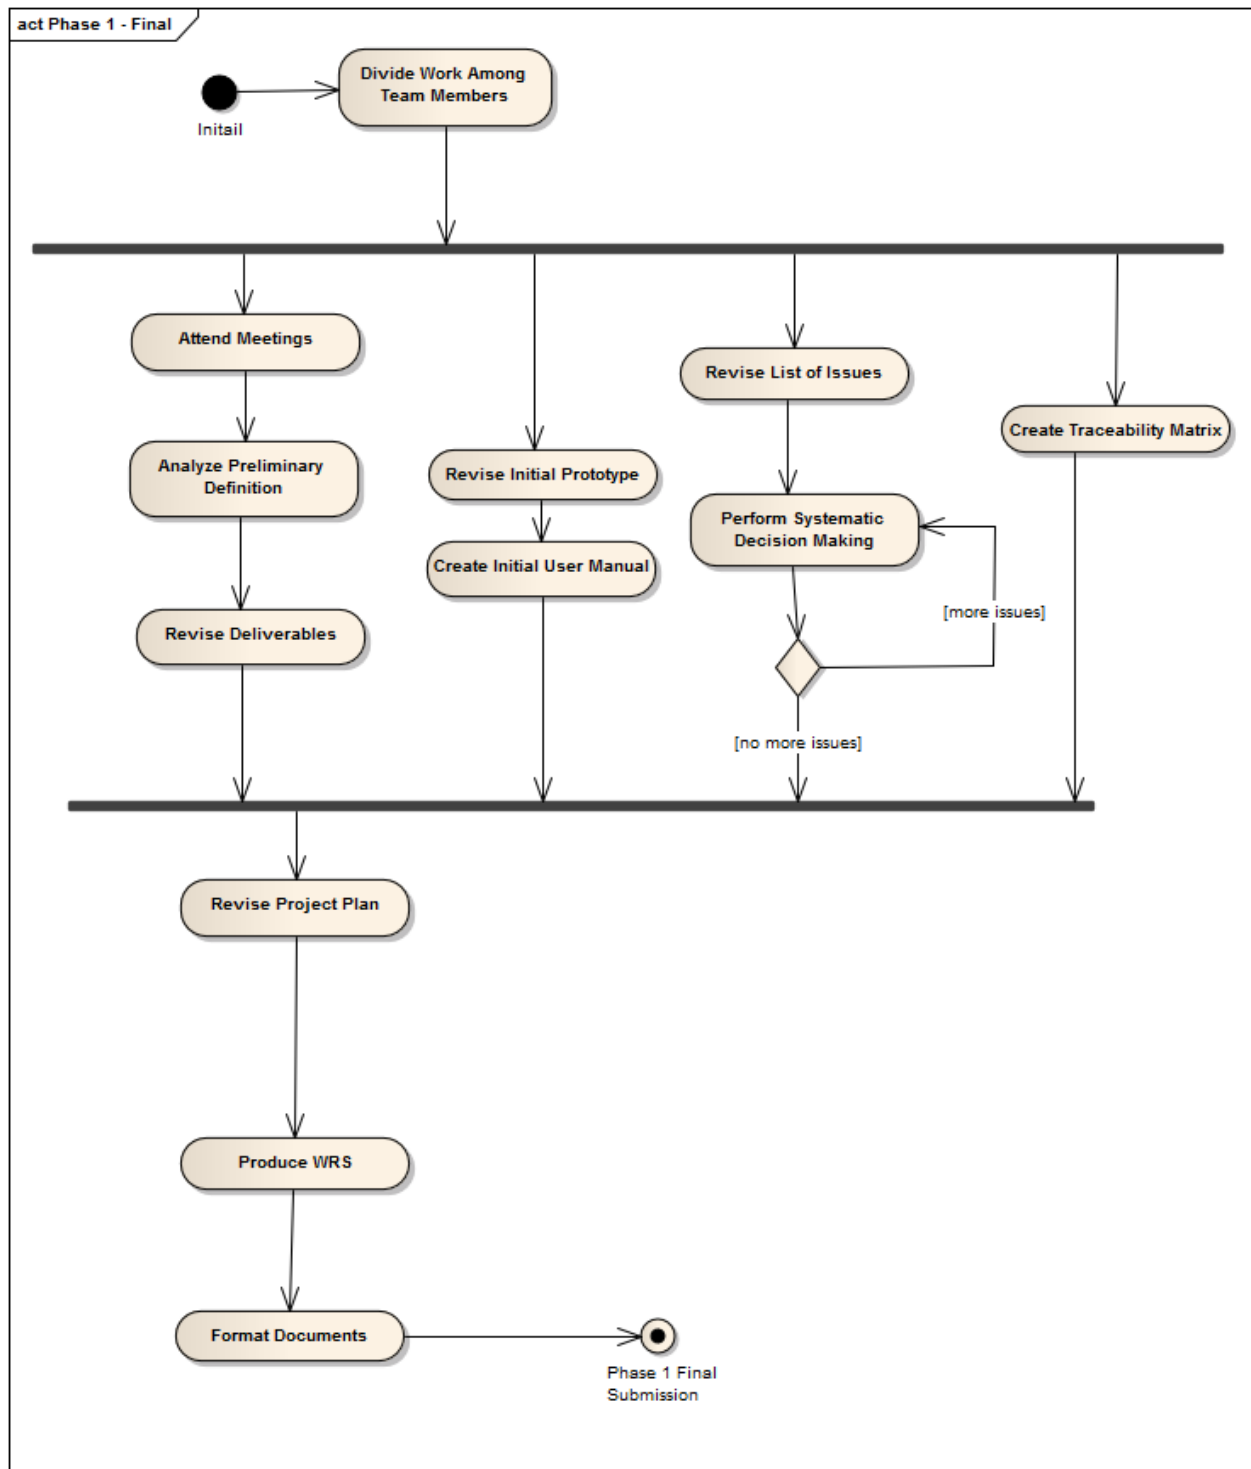 act Phase 1 - Final
Divide Work Among
Team Members
Initail
Attend Meetings
Revise List of Issues
Create Traceability Matrix
Analyze Preliminary
Definition
Revise Initial Prototype
Perform Systematic
Decision Making
Create Initial User Manual
[more issues]
Revise Deliverables
[no more issues]
Revise Project Plan
Produce WRS
Format Documents
Phase 1 Final
Submission